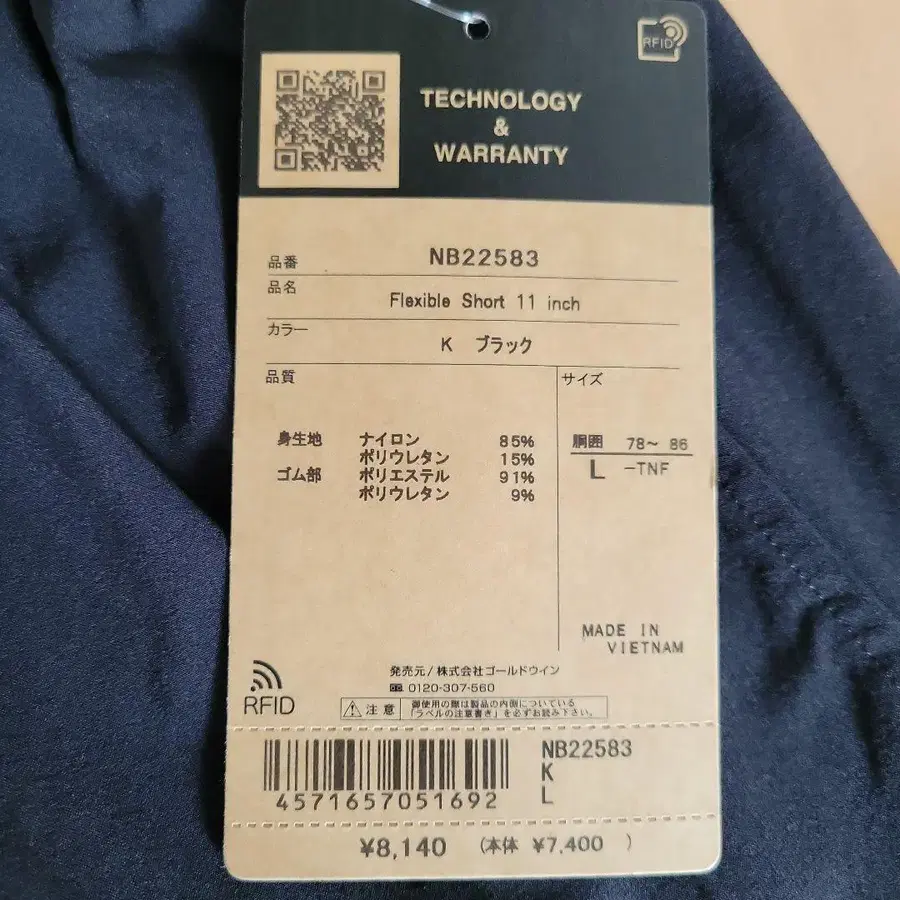 RFID
TECHNOLOGY
&
WARRANTY
品番 NB22583
品名 Flexible Short 11 inch
カラー K ブラック
品質
身生地 ナイロン 85%
ポリウレタン 15%
ゴム部 ポリエステル 91%
ポリウレタン 9%
サイズ
胴囲 78〜 86
L -TNF
MADE IN
VIETNAM
発売元/株式会社ゴールドウイン
0120-307-560
RFID
注意 御使用の際は製品の内側についている
「ラベルの注意書き」を必ずお読み下さい。
4571657051692
NB22583
K
L
¥8,140 (本体 ¥7,400 )